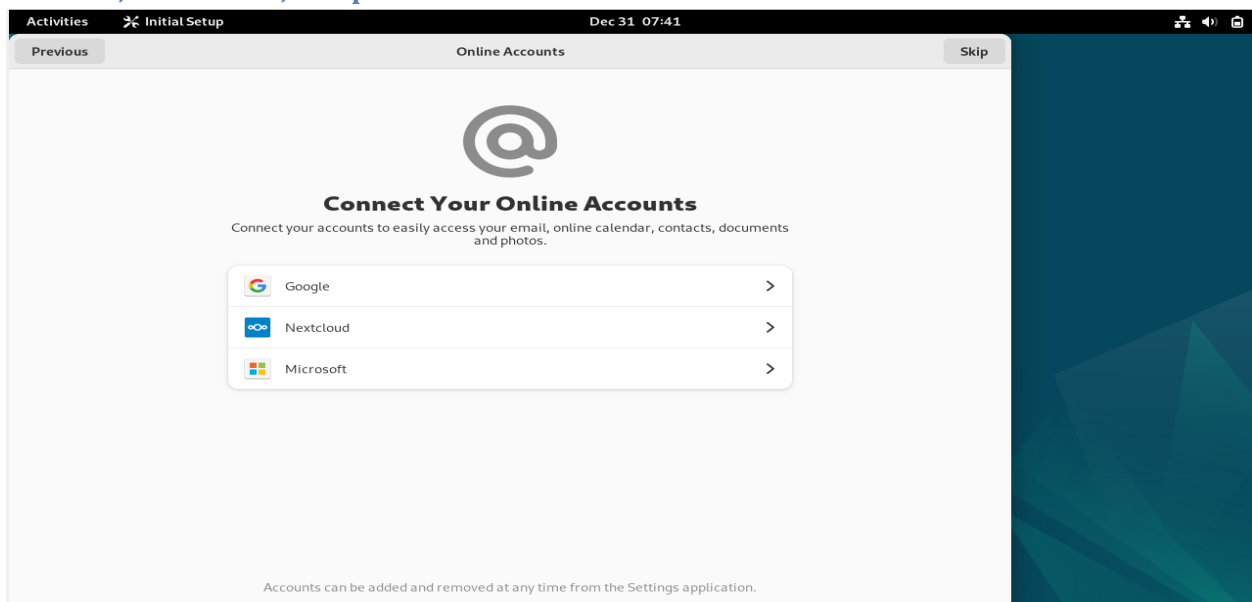 Activities Initial Setup Dec 31 07:41
Previous Online Accounts Skip
Connect Your Online Accounts
Connect your accounts to easily access your email, online calendar, contacts, documents
and photos.
Google
Nextcloud
Microsoft
Accounts can be added and removed at any time from the Settings application.